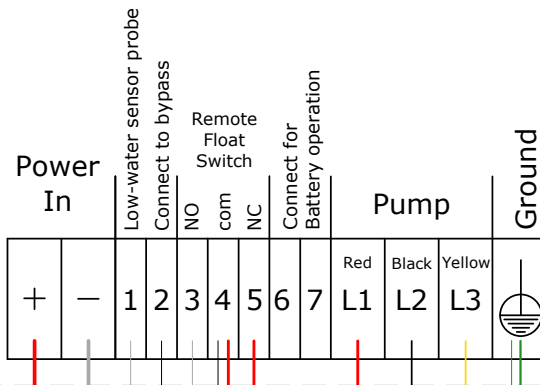 Power
In
Low-water sensor probe
Connect to bypass
Remote
Float
Switch
NO
com
NC
Connect for
Battery operation
Pump
Ground
Red
Black
Yellow
+
−
1
2
3
4
5
6
7
L1
L2
L3